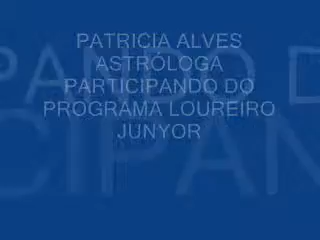 PATRICIA ALVES
ASTRÓLOGA
PARTICIPANDO DO
PROGRAMA LOUREIRO
JUNYOR